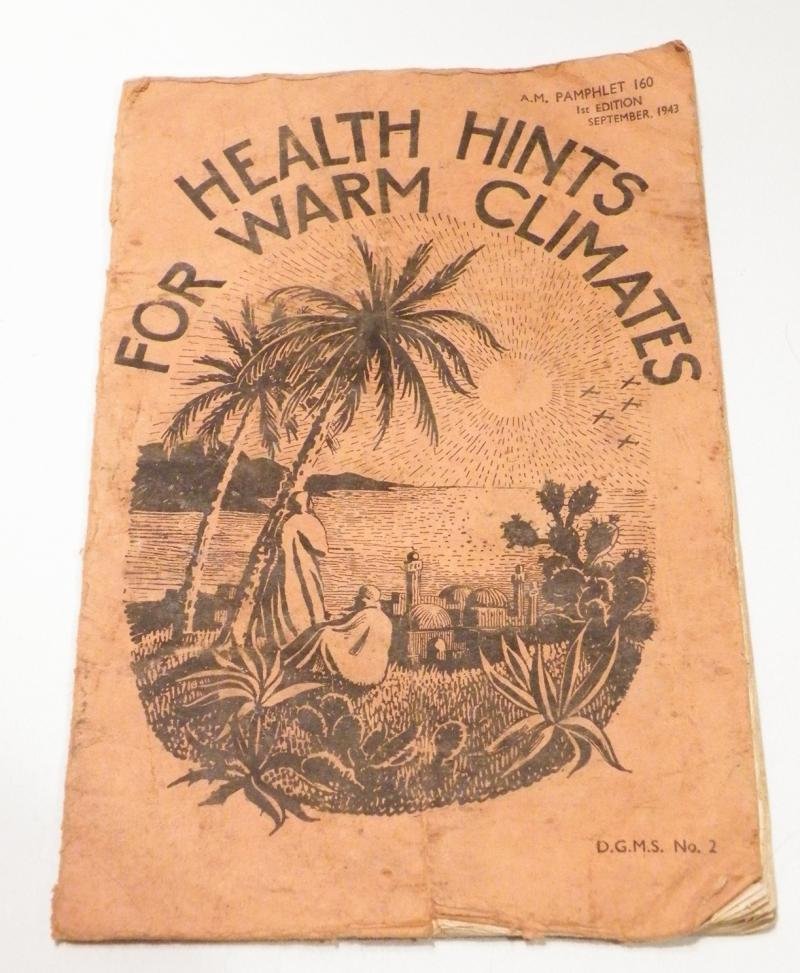 A.M. PAMPHLET 160
1st EDITION
SEPTEMBER, 1943
HEALTH HINTS
FOR WARM CLIMATES
D.G.M.S. No. 2